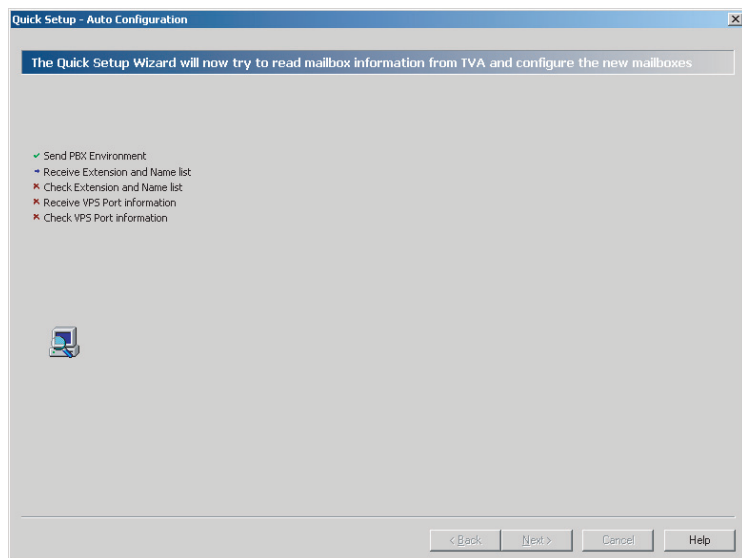 Quick Setup - Auto Configuration
The Quick Setup Wizard will now try to read mailbox information from TVA and configure the new mailboxes
Send PBX Environment
Receive Extension and Name list
Check Extension and Name list
Receive VPS Port information
Check VPS Port information
< Back Next > Cancel Help